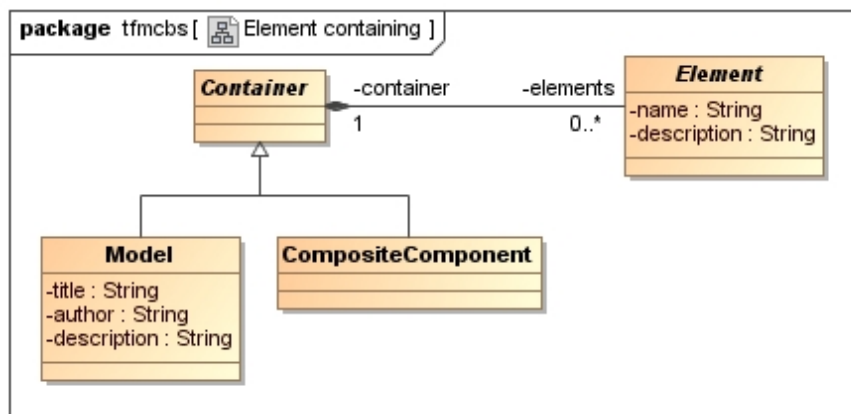 package tfmcbs [ Element containing ]
Container
-container
-elements
1
0..*
Element
-name : String
-description : String
Model
-title : String
-author : String
-description : String
CompositeComponent